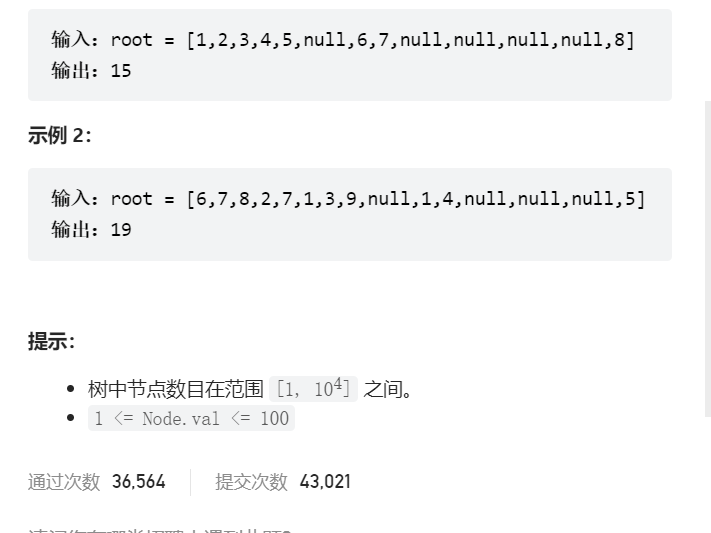 输入：root = [1,2,3,4,5,null,6,7,null,null,null,null,8]
输出：15
示例 2：
输入：root = [6,7,8,2,7,1,3,9,null,1,4,null,null,null,5]
输出：19
提示：
• 树中节点数目在范围 [1, 10⁴] 之间。
• 1 <= Node.val <= 100
通过次数 36,564 提交次数 43,021